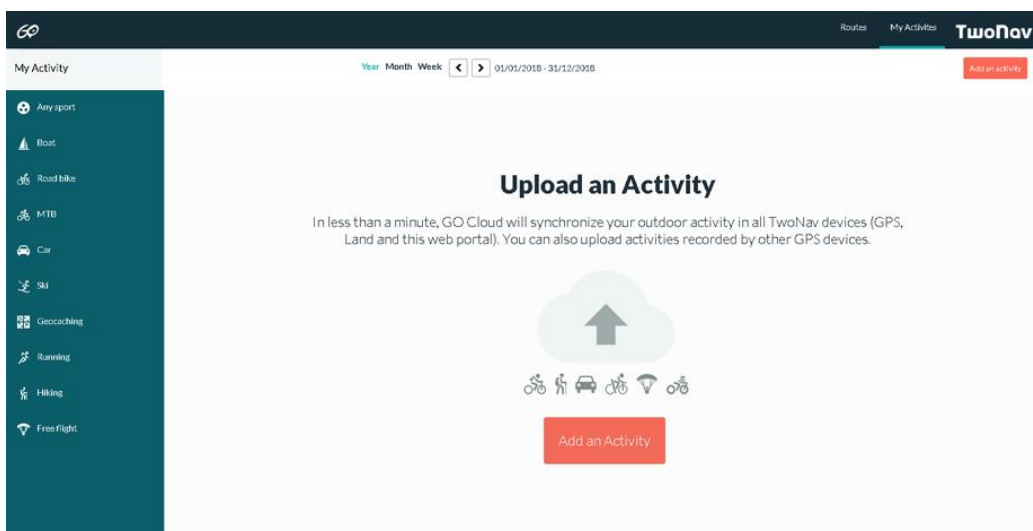 GO
Routes My Activites TwoNav
My Activity
Year Month Week < > 01/01/2018 - 31/12/2018
Add an activity
Any sport
Boat
Road bike
MTB
Car
Ski
Geocaching
Running
Hiking
Free flight
Upload an Activity
In less than a minute, GO Cloud will synchronize your outdoor activity in all TwoNav devices (GPS,
Land and this web portal). You can also upload activities recorded by other GPS devices.
Add an Activity